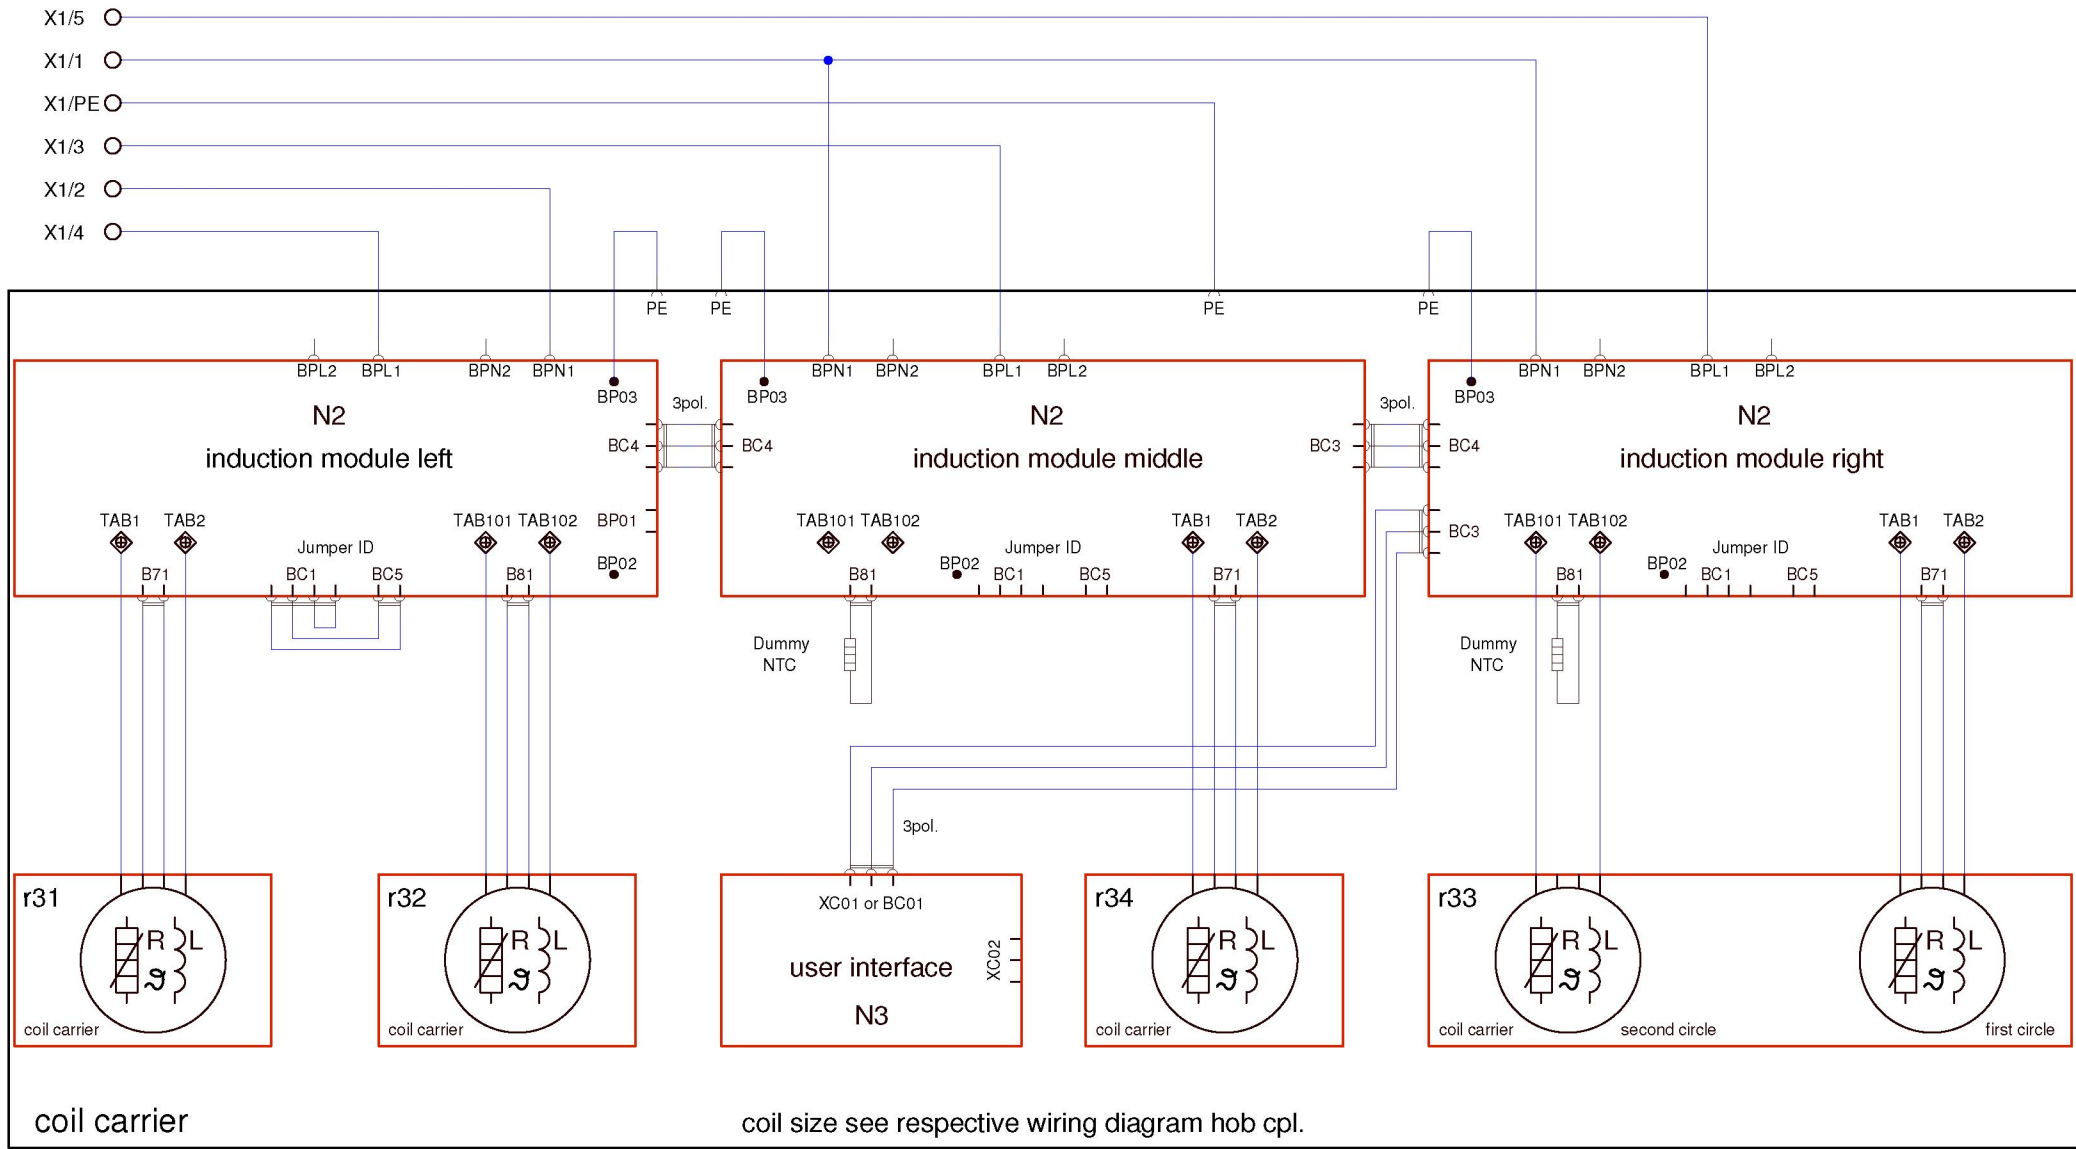 X1/5
X1/1
X1/PE
X1/3
X1/2
X1/4
PE PE PE PE
BPL2 BPL1 BPN2 BPN1 BPN1 BPN2 BPL1 BPL2 BPN1 BPN2 BPL1 BPL2
BP03 3pol. BP03 3pol. BP03
N2 N2 N2
BC4 BC4 BC3 BC4
induction module left induction module middle induction module right
TAB1 TAB2 TAB101 TAB102 BP01 TAB101 TAB102 TAB1 TAB2 TAB101 TAB102 TAB1 TAB2
BC3
Jumper ID Jumper ID Jumper ID
BP02 BP02 BP02
B71 BC1 BC5 B81 B81 BC1 BC5 B71 B81 BC1 BC5 B71
Dummy Dummy
NTC NTC
3pol.
r31 r32 XC01 or BC01 r34 r33
R L R L R L R L R L
ϑ ϑ ϑ ϑ ϑ
user interface XC02
N3
coil carrier coil carrier coil carrier coil carrier second circle first circle
coil carrier coil size see respective wiring diagram hob cpl.